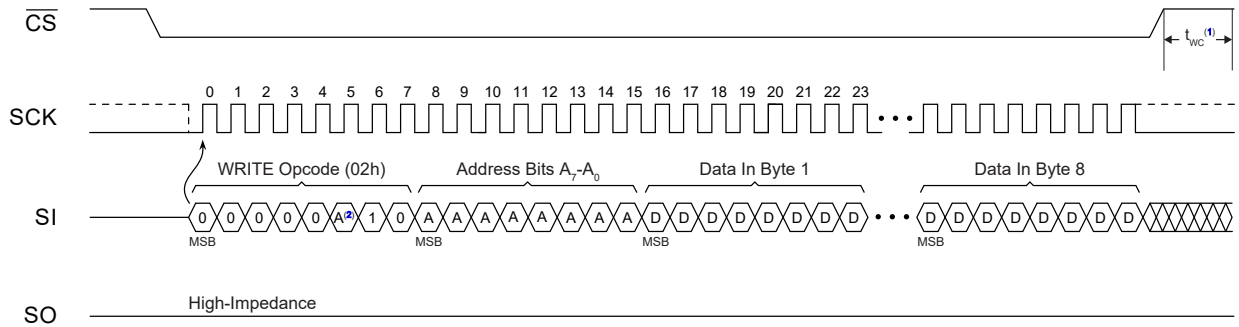 CS
t_WC(1)
0 1 2 3 4 5 6 7 8 9 10 11 12 13 14 15 16 17 18 19 20 21 22 23
SCK
WRITE Opcode (02h) Address Bits A7-A0 Data In Byte 1 Data In Byte 8
SI 0 0 0 0 0 A(2) 1 0 A A A A A A A A D D D D D D D D D D D D D D D D
MSB MSB MSB MSB
High-Impedance
SO